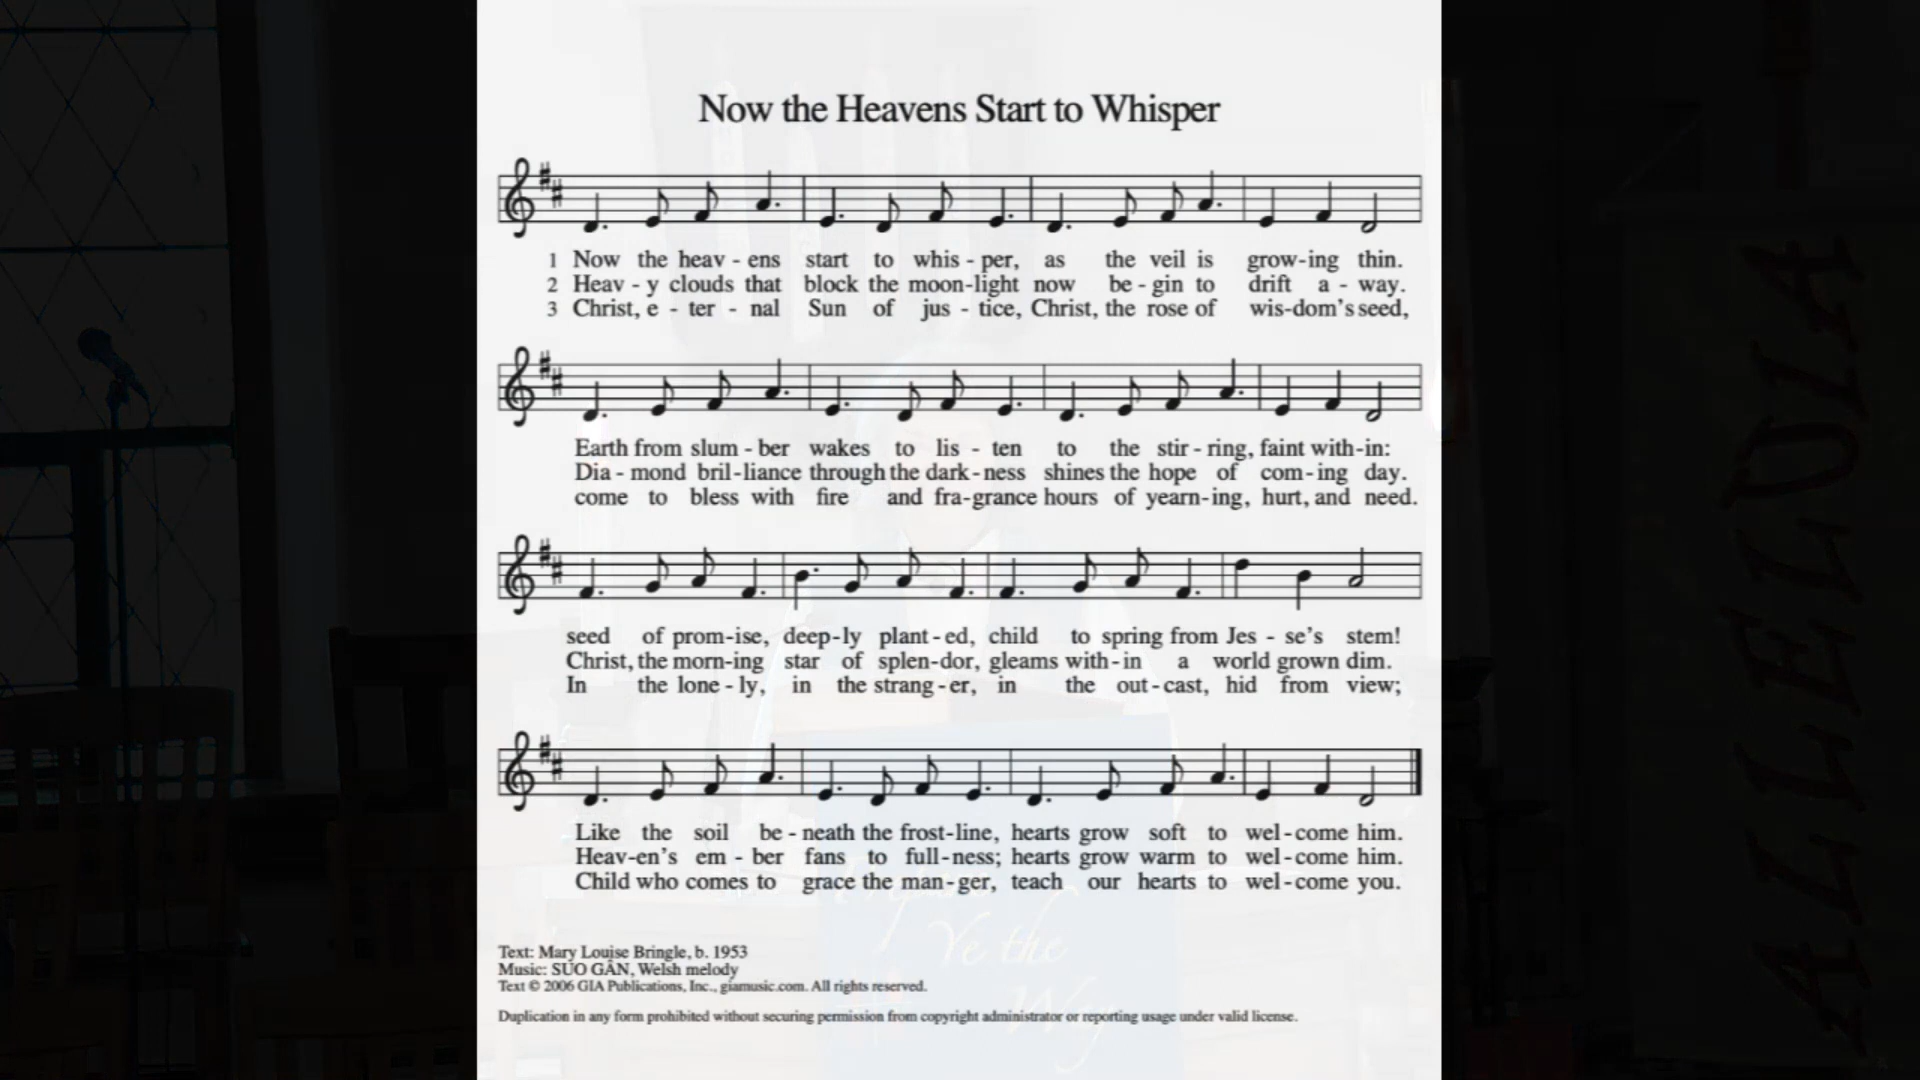 Now the Heavens Start to Whisper
1 Now the heav - ens start to whis - per, as the veil is grow-ing thin.
2 Heav - y clouds that block the moon-light now be - gin to drift a - way.
3 Christ, e - ter - nal Sun of jus - tice, Christ, the rose of wis-dom's seed,
Earth from slum - ber wakes to lis - ten to the stir - ring, faint with-in:
Dia - mond bril-liance through the dark-ness shines the hope of com-ing day.
come to bless with fire and fra-grance hours of yearn-ing, hurt, and need.
seed of prom-ise, deep-ly plant-ed, child to spring from Jes - se's stem!
Christ, the morn-ing star of splen-dor, gleams with-in a world grown dim.
In the lone - ly, in the strang-er, in the out-cast, hid from view;
Like the soil be - neath the frost-line, hearts grow soft to wel-come him.
Heav-en's em - ber fans to full-ness; hearts grow warm to wel-come him.
Child who comes to grace the man-ger, teach our hearts to wel-come you.
Text: Mary Louise Bringle, b. 1953
Music: SUO GÂN, Welsh melody
Text © 2006 GIA Publications, Inc., giamusic.com. All rights reserved.
Duplication in any form prohibited without securing permission from copyright administrator or reporting usage under valid license.
Prepare
Ye the
Way
ALLELUIA